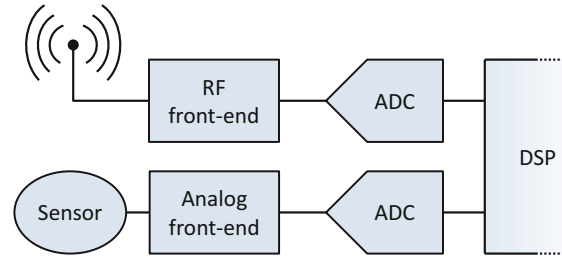 RF
front-end
ADC
DSP
Sensor
Analog
front-end
ADC